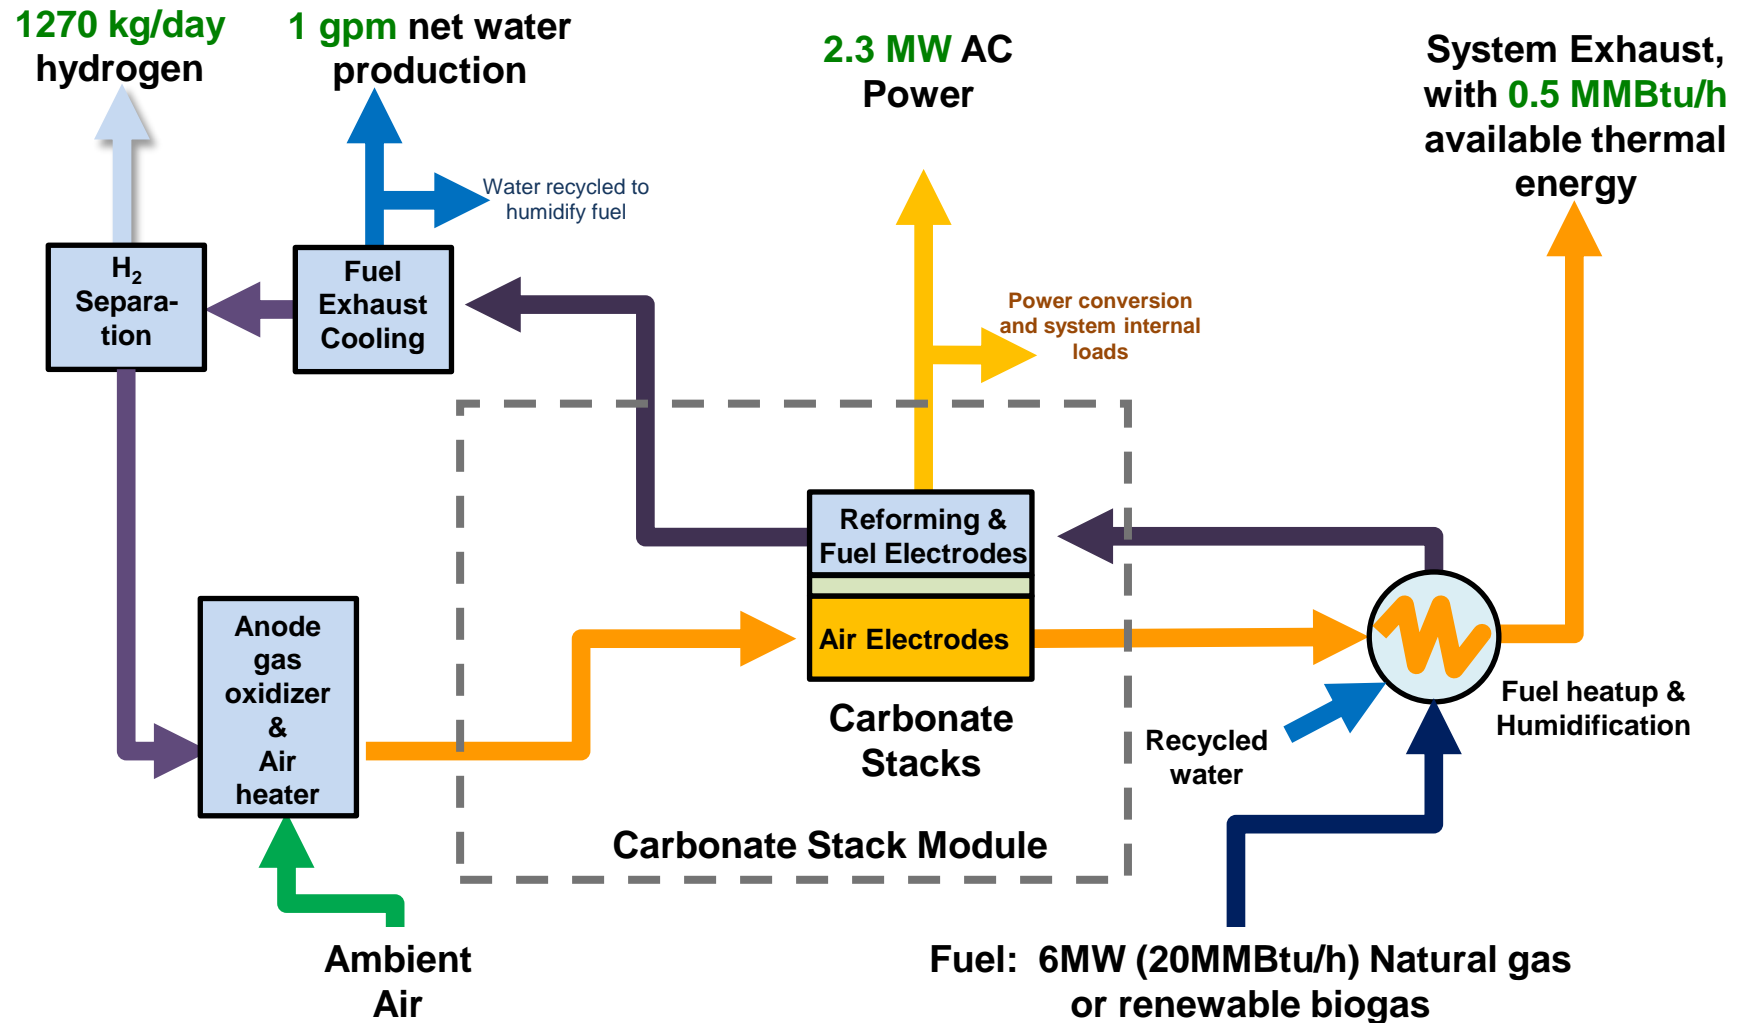 1270 kg/day
hydrogen
1 gpm net water
production
2.3 MW AC
Power
System Exhaust,
with 0.5 MMBtu/h
available thermal
energy
Water recycled to
humidify fuel
H₂
Separa-
tion
Fuel
Exhaust
Cooling
Power conversion
and system internal
loads
Reforming &
Fuel Electrodes
Air Electrodes
Carbonate
Stacks
Anode
gas
oxidizer
&
Air
heater
Fuel heatup &
Humidification
Recycled
water
Carbonate Stack Module
Ambient
Air
Fuel: 6MW (20MMBtu/h) Natural gas
or renewable biogas